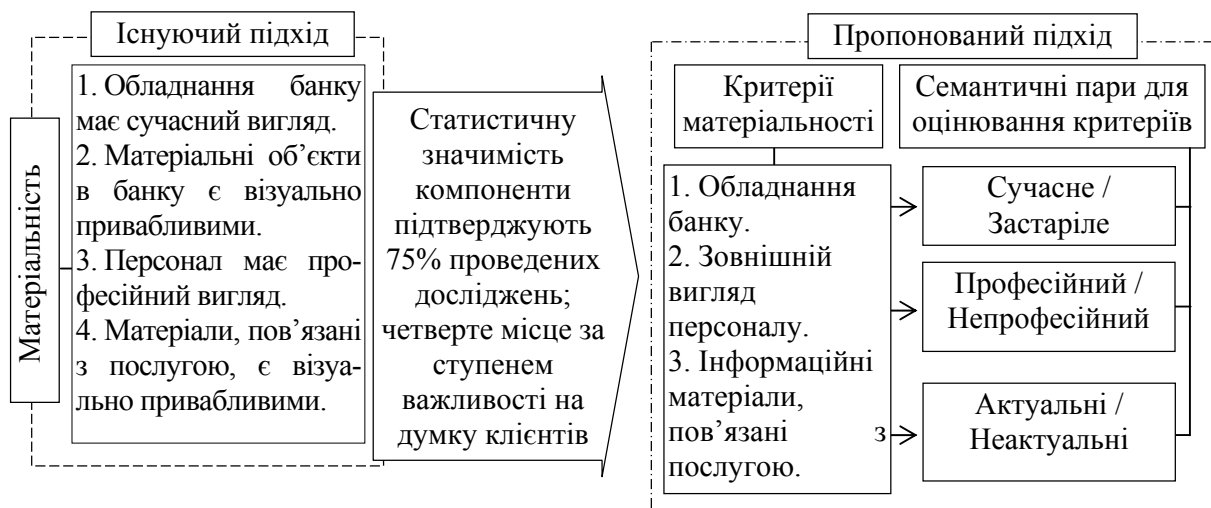 Існуючий підхід
Матеріальність
1. Обладнання банку
має сучасний вигляд.
2. Матеріальні об’єкти
в банку є візуально
привабливими.
3. Персонал має про-
фесійний вигляд.
4. Матеріали, пов’язані
з послугою, є візуа-
льно привабливими.
Статистичну
значимість
компоненти
підтверджують
75% проведених
досліджень;
четверте місце за
ступенем
важливості на
думку клієнтів
Пропонований підхід
Критерії
матеріальності
Семантичні пари для
оцінювання критеріїв
1. Обладнання
банку.
2. Зовнішній
вигляд
персоналу.
3. Інформаційні
матеріали,
пов’язані з
послугою.
Сучасне /
Застаріле
Професійний /
Непрофесійний
Актуальні /
Неактуальні